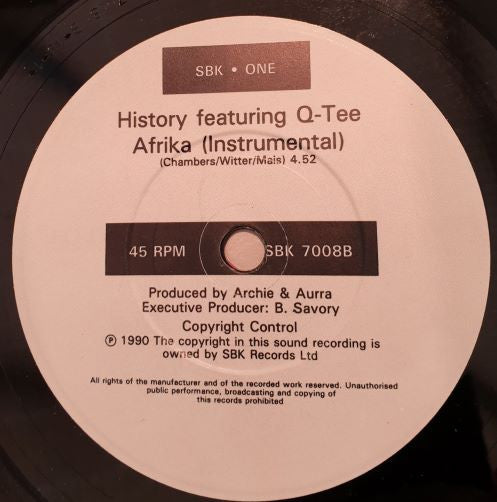 SBK • ONE
History featuring Q-Tee
Afrika (Instrumental)
(Chambers/Witter/Mais) 4.52
45 RPM SBK 7008B
Produced by Archie & Aurra
Executive Producer: B. Savory
Copyright Control
℗ 1990 The copyright in this sound recording is
owned by SBK Records Ltd
All rights of the manufacturer and of the recorded work reserved. Unauthorised
public performance, broadcasting and copying of
this records prohibited